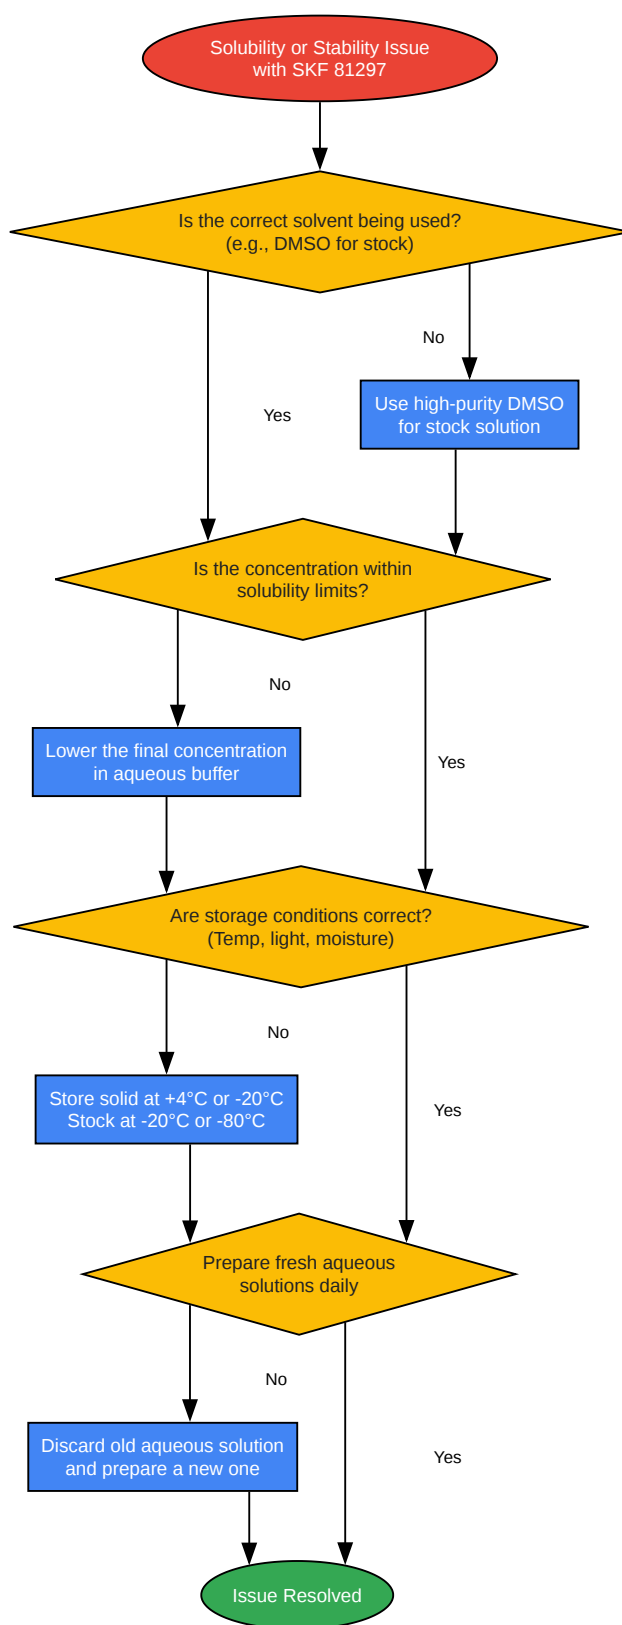 Solubility or Stability Issue
with SKF 81297
Is the correct solvent being used?
(e.g., DMSO for stock)
No
Use high-purity DMSO
for stock solution
Yes
Is the concentration within
solubility limits?
No
Lower the final concentration
in aqueous buffer
Yes
Are storage conditions correct?
(Temp, light, moisture)
No
Store solid at +4°C or -20°C
Stock at -20°C or -80°C
Yes
Prepare fresh aqueous
solutions daily
No
Discard old aqueous solution
and prepare a new one
Yes
Issue Resolved